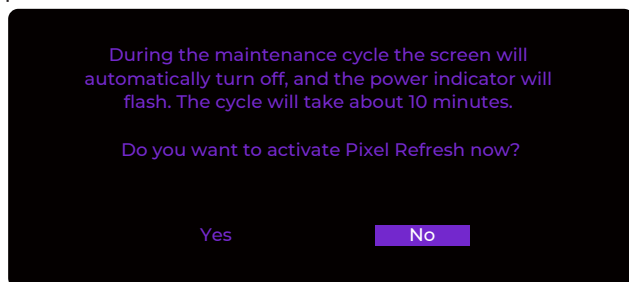 During the maintenance cycle the screen will
automatically turn off, and the power indicator will
flash. The cycle will take about 10 minutes.
Do you want to activate Pixel Refresh now?
Yes No